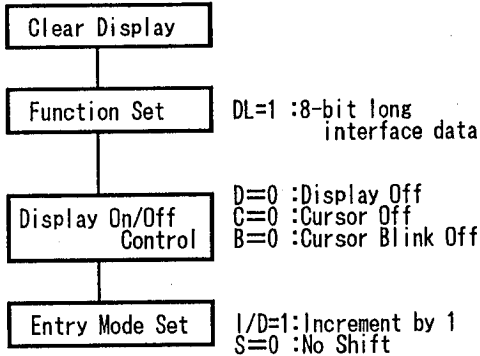 Clear Display
Function Set
DL=1 :8-bit long
interface data
Display On/Off
Control
D=0 :Display Off
C=0 :Cursor Off
B=0 :Cursor Blink Off
Entry Mode Set
I/D=1:Increment by 1
S=0 :No Shift